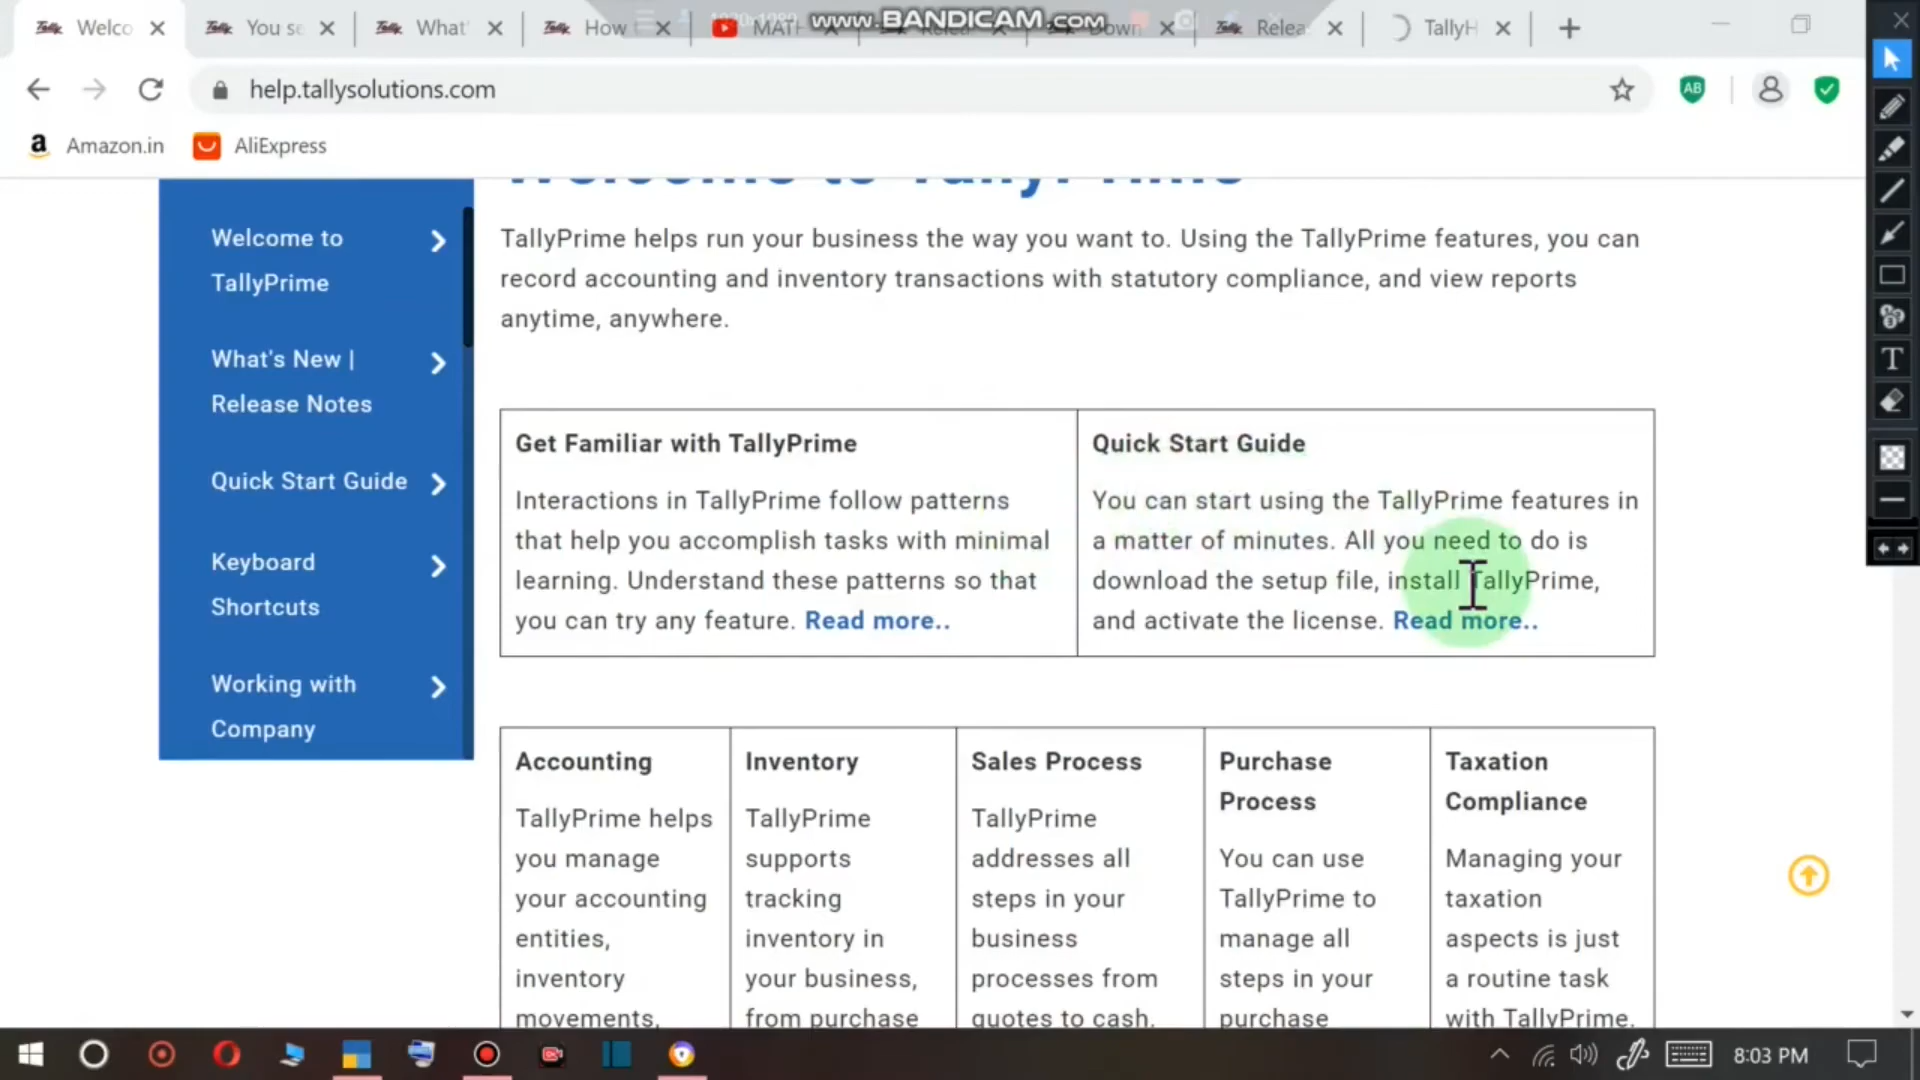 Welco
You se
What'
How
MATH
Relea
Down
Relea
TallyH
www.BANDICAM.com
help.tallysolutions.com
AB
Amazon.in
AliExpress
Welcome to TallyPrime
Welcome to
TallyPrime
What's New |
Release Notes
Quick Start Guide
Keyboard
Shortcuts
Working with
Company
TallyPrime helps run your business the way you want to. Using the TallyPrime features, you can
record accounting and inventory transactions with statutory compliance, and view reports
anytime, anywhere.
Get Familiar with TallyPrime
Interactions in TallyPrime follow patterns
that help you accomplish tasks with minimal
learning. Understand these patterns so that
you can try any feature. Read more..
Quick Start Guide
You can start using the TallyPrime features in
a matter of minutes. All you need to do is
download the setup file, install TallyPrime,
and activate the license. Read more..
Accounting
TallyPrime helps
you manage
your accounting
entities,
inventory
movements,
Inventory
TallyPrime
supports
tracking
inventory in
your business,
from purchase
Sales Process
TallyPrime
addresses all
steps in your
business
processes from
quotes to cash.
Purchase
Process
You can use
TallyPrime to
manage all
steps in your
purchase
Taxation
Compliance
Managing your
taxation
aspects is just
a routine task
with TallyPrime.
8:03 PM